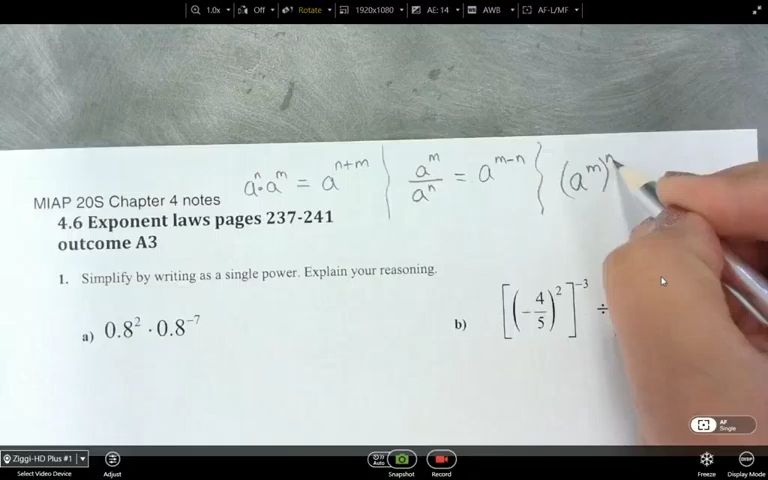 1.0x Off Rotate 1920x1080 AE: 14 AWB AF-L/MF
aⁿ·aᵐ = aⁿ⁺ᵐ } aᵐ/aⁿ = aᵐ⁻ⁿ } (aᵐ)ⁿ
MIAP 20S Chapter 4 notes
4.6 Exponent laws pages 237-241
outcome A3
1. Simplify by writing as a single power. Explain your reasoning.
a) 0.8² · 0.8⁻⁷ b) [(-4/5)²]⁻³ ÷
AF
Single
Ziggi-HD Plus #1 Auto
Select Video Device Adjust Snapshot Record Freeze Display Mode
DISP